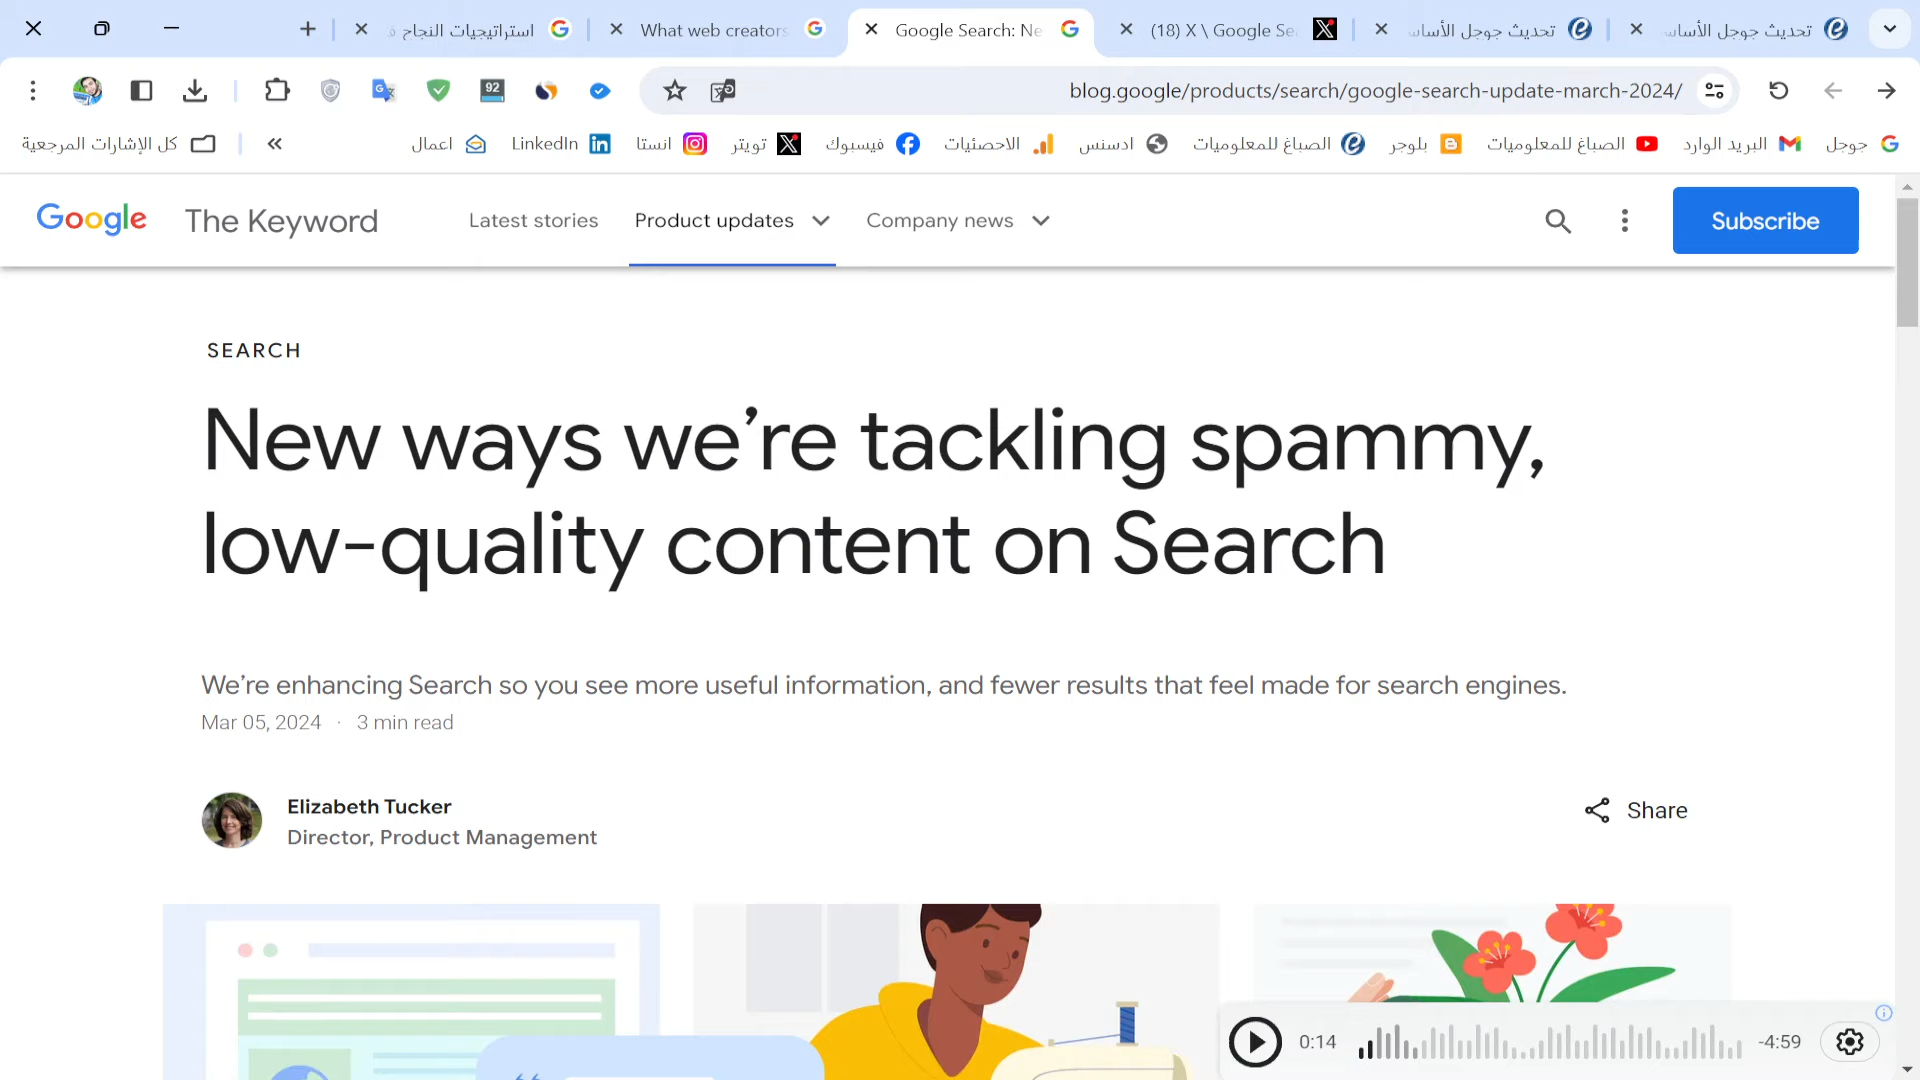 تحديث جوجل الأساس
تحديث جوجل الأساس
(18) X \ Google Se
Google Search: Ne
What web creators
استراتيجيات النجاح
blog.google/products/search/google-search-update-march-2024/
92
جوجل
البريد الوارد
الصباغ للمعلوميات
بلوجر
الصباغ للمعلوميات
ادسنس
الاحصئيات
فيسبوك
تويتر
انستا
LinkedIn
اعمال
كل الإشارات المرجعية
Google The Keyword
Latest stories
Product updates
Company news
Subscribe
SEARCH
New ways we’re tackling spammy,
low-quality content on Search
We’re enhancing Search so you see more useful information, and fewer results that feel made for search engines.
Mar 05, 2024 · 3 min read
Elizabeth Tucker
Director, Product Management
Share
0:14
-4:59